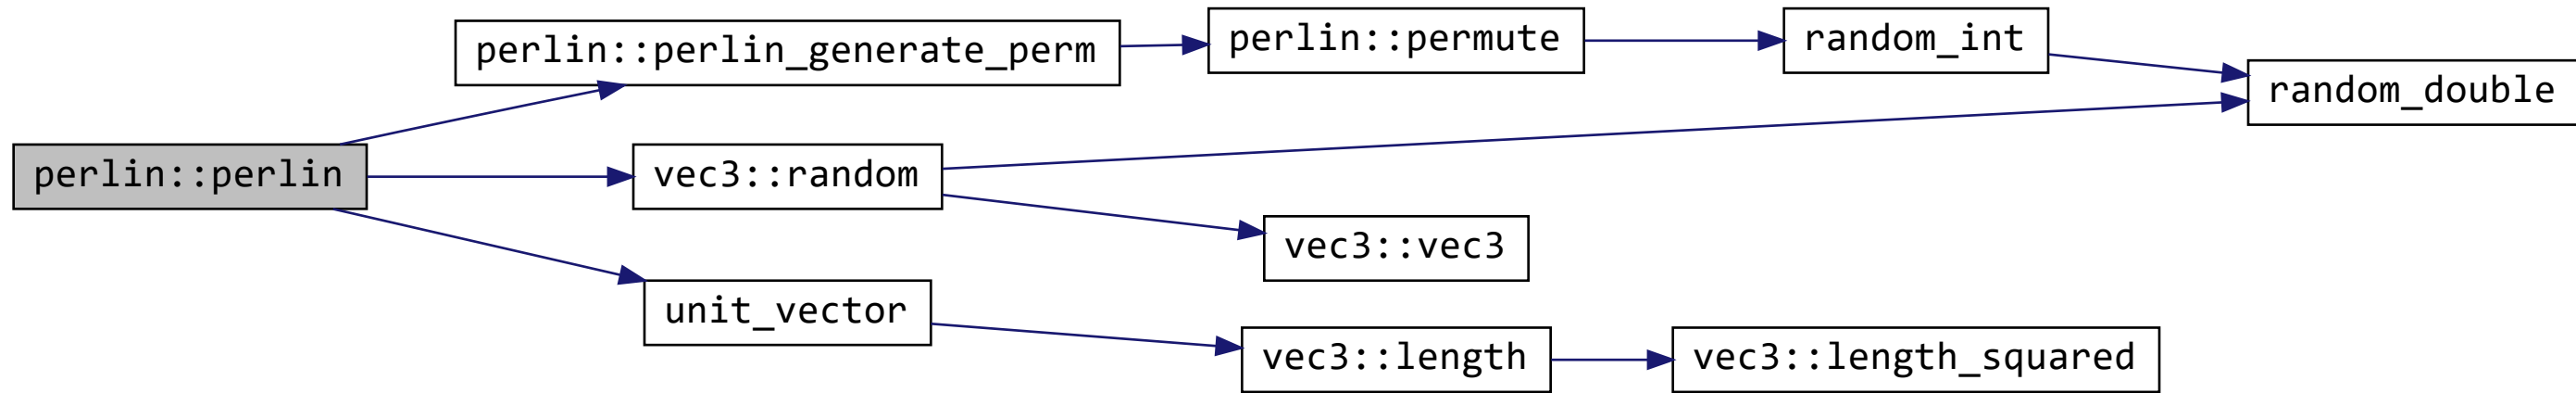 perlin::perlin
perlin::perlin_generate_perm
perlin::permute
random_int
random_double
vec3::random
vec3::vec3
unit_vector
vec3::length
vec3::length_squared